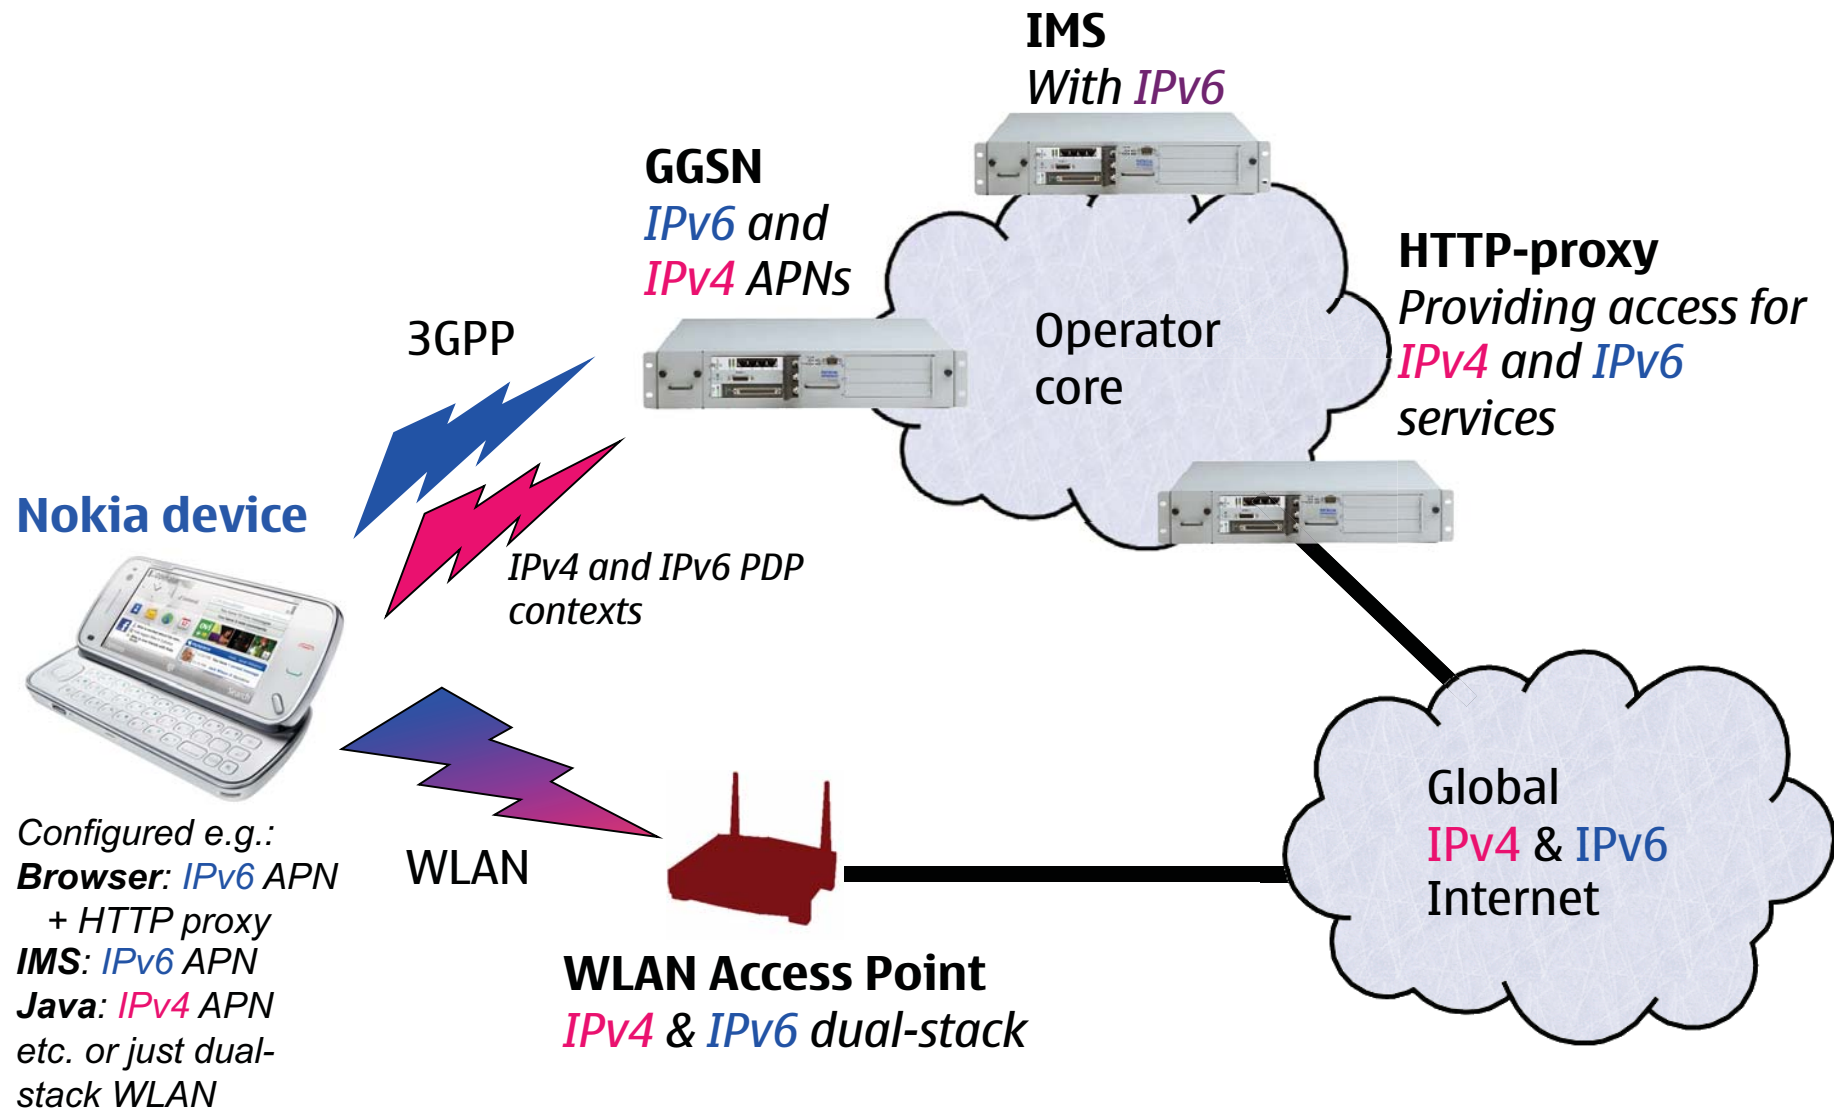 IMS
With IPv6
GGSN
IPv6 and
IPv4 APNs
HTTP-proxy
Providing access for
IPv4 and IPv6
services
3GPP
Operator
core
Nokia device
IPv4 and IPv6 PDP
contexts
Configured e.g.:
Browser: IPv6 APN
+ HTTP proxy
IMS: IPv6 APN
Java: IPv4 APN
etc. or just dual-
stack WLAN
WLAN
WLAN Access Point
IPv4 & IPv6 dual-stack
Global
IPv4 & IPv6
Internet